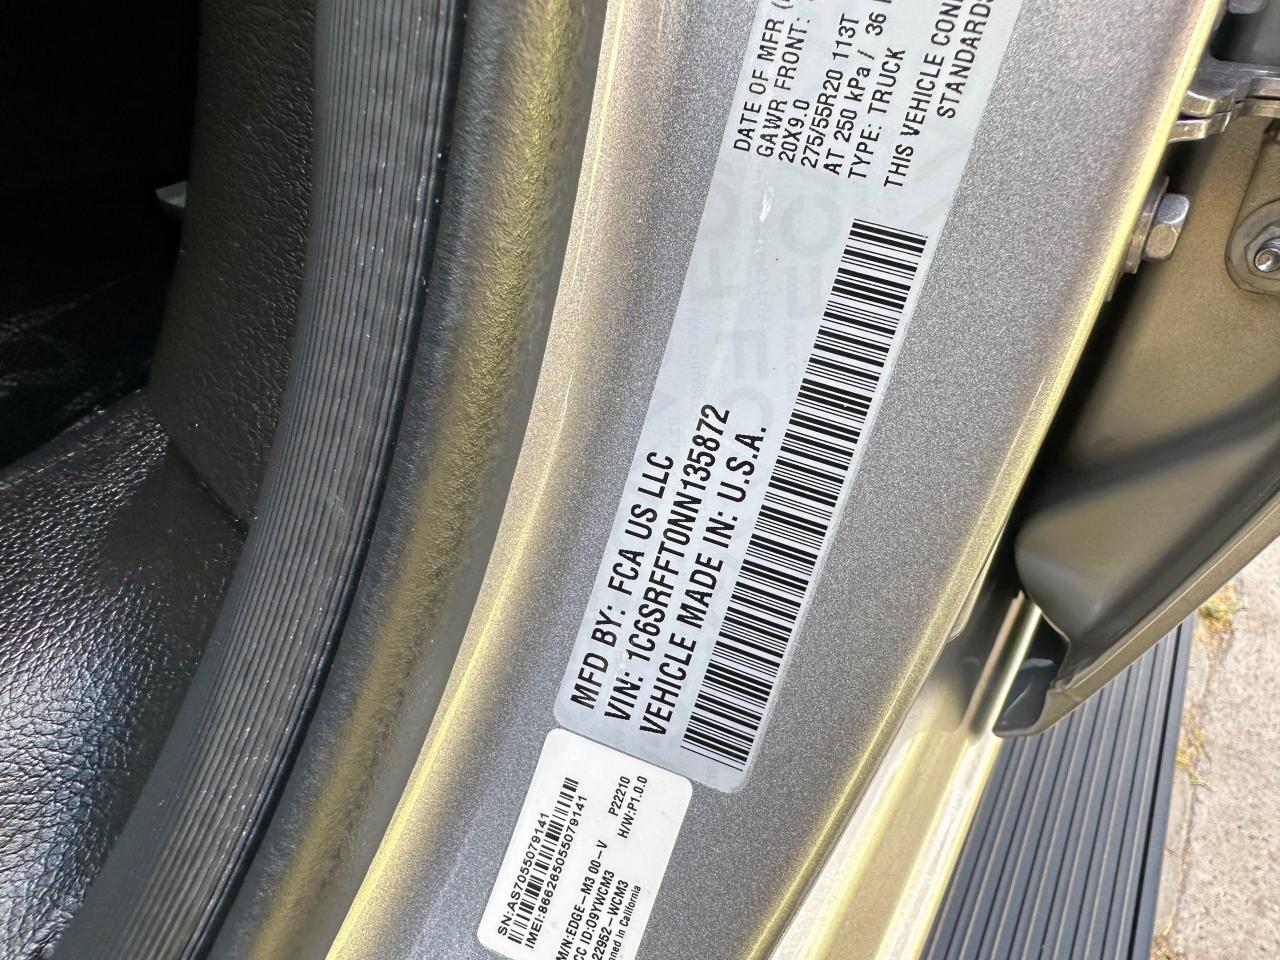 DATE OF MFR
GAWR FRONT:
20X9.0
275/55R20 113T
AT 250 kPa / 36
TYPE: TRUCK
THIS VEHICLE
STANDARDS
MFD BY: FCA US LLC
VIN: 1C6SRFFT0NN135872
VEHICLE MADE IN: U.S.A.
SN:AS7055079141
IMEI:866265055079141
M/N:EDGE-M3 00-V P22210
CC ID:09YWCM3 H/W:P1.0.0
22952-WCM3
in California